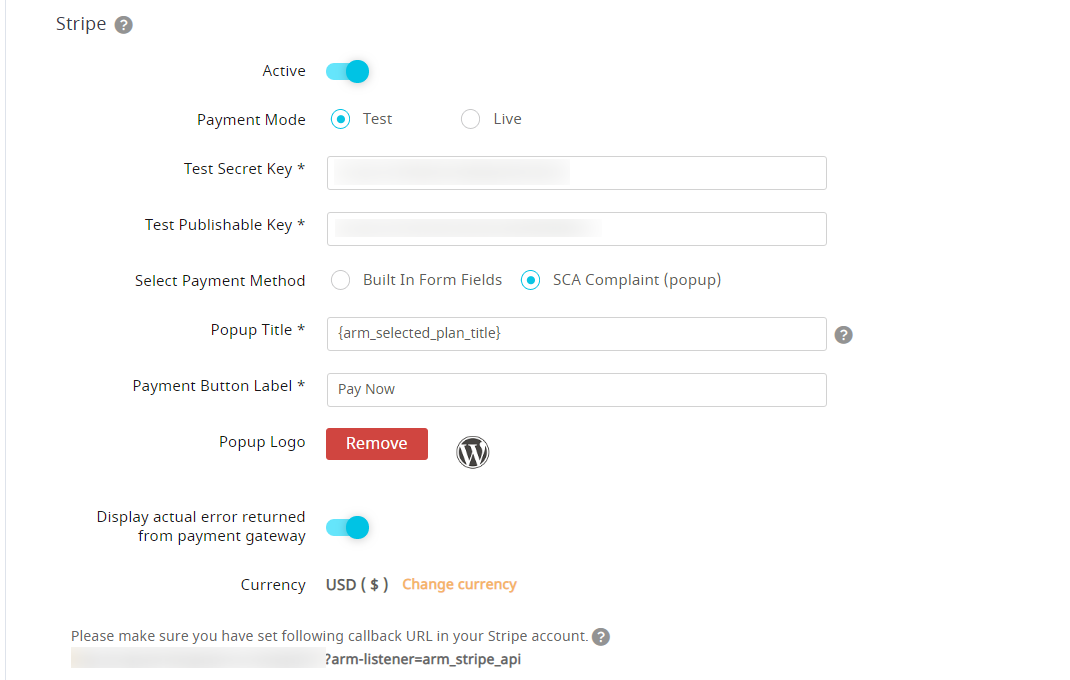 Stripe ?
Active
Payment Mode Test Live
Test Secret Key *
Test Publishable Key *
Select Payment Method Built In Form Fields SCA Complaint (popup)
Popup Title * {arm_selected_plan_title} ?
Payment Button Label * Pay Now
Popup Logo Remove
Display actual error returned
from payment gateway
Currency USD ( $ ) Change currency
Please make sure you have set following callback URL in your Stripe account. ?
?arm-listener=arm_stripe_api